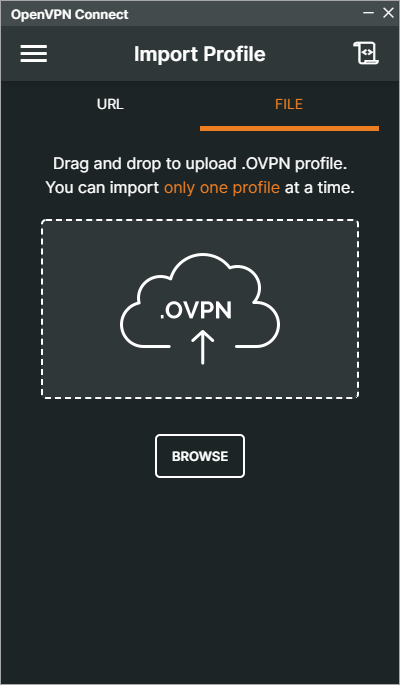 OpenVPN Connect
Import Profile
URL
FILE
Drag and drop to upload .OVPN profile.
You can import only one profile at a time.
.OVPN
BROWSE